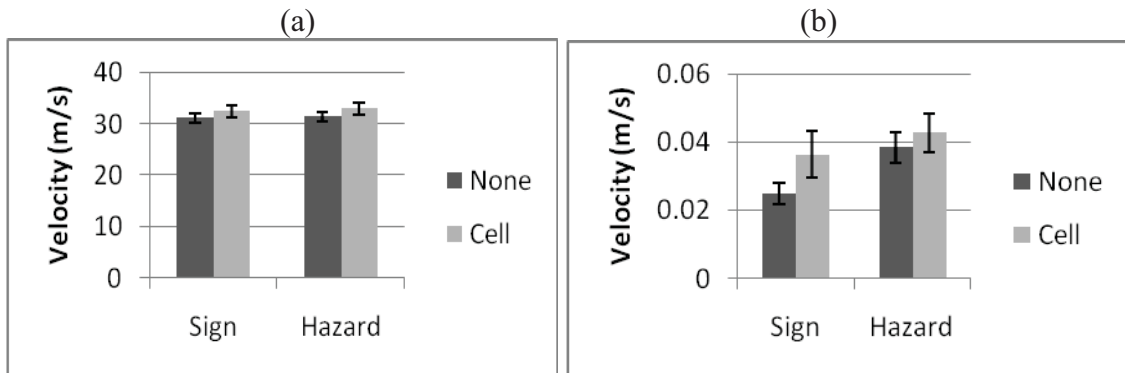 (a)
Velocity (m/s)
40
30
20
10
0
Sign Hazard
None
Cell
(b)
Velocity (m/s)
0.06
0.04
0.02
0
Sign Hazard
None
Cell